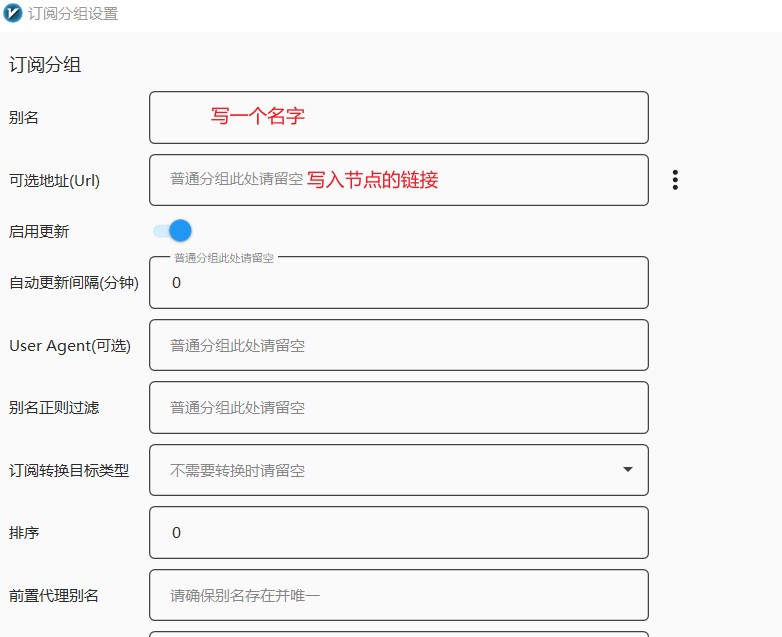 订阅分组设置
订阅分组
别名 写一个名字
可选地址(Url) 普通分组此处请留空 写入节点的链接
启用更新
普通分组此处请留空
自动更新间隔(分钟) 0
User Agent(可选) 普通分组此处请留空
别名正则过滤 普通分组此处请留空
订阅转换目标类型 不需要转换时请留空
排序 0
前置代理别名 请确保别名存在并唯一